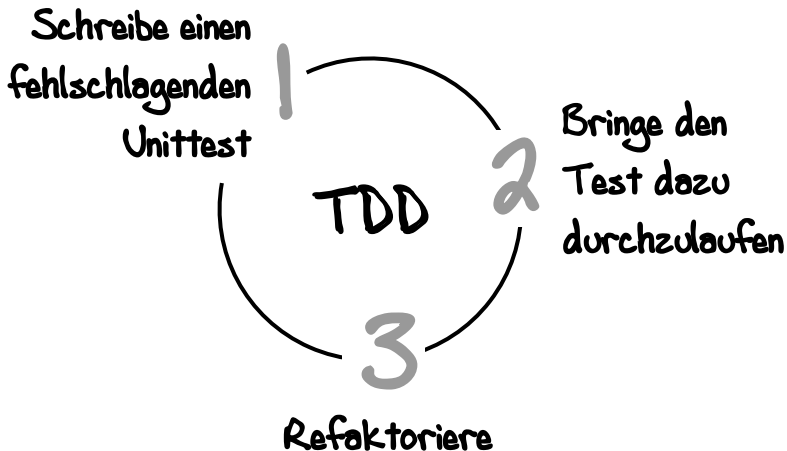 Schreibe einen
fehlschlagenden
Unittest
1
Bringe den
Test dazu
durchzulaufen
2
TDD
3
Refaktoriere